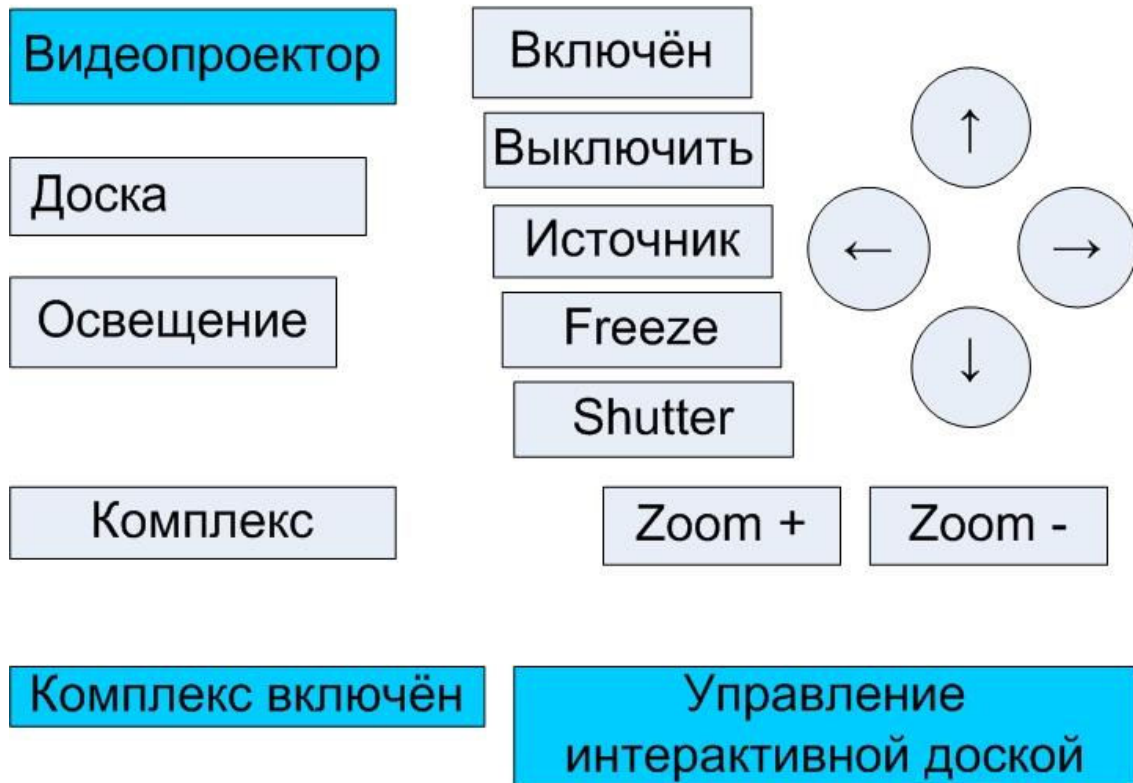 Видеопроектор
Доска
Освещение
Комплекс
Включён
Выключить
Источник
Freeze
Shutter
↑
← →
↓
Zoom + Zoom -
Комплекс включён
Управление
интерактивной доской